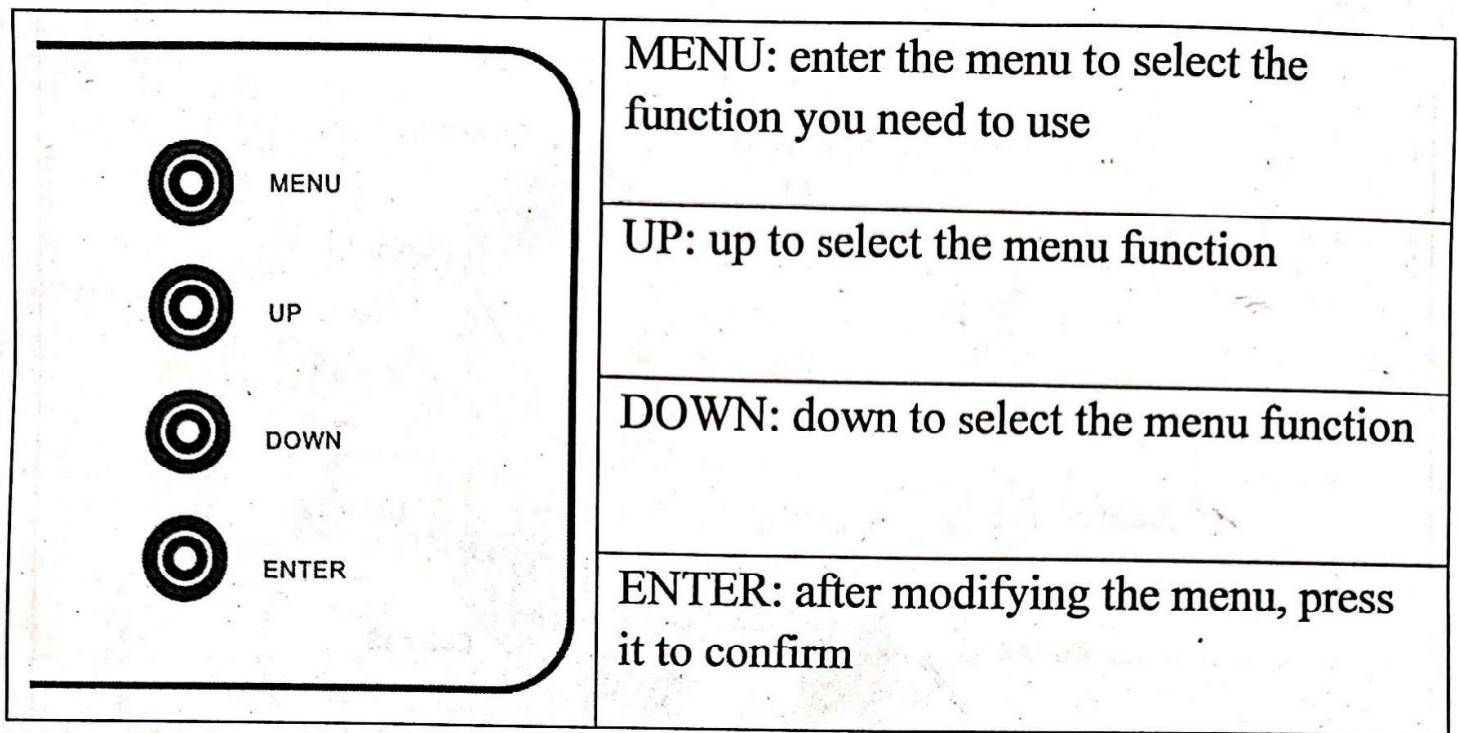 MENU
UP
DOWN
ENTER
MENU: enter the menu to select the
function you need to use
UP: up to select the menu function
DOWN: down to select the menu function
ENTER: after modifying the menu, press
it to confirm